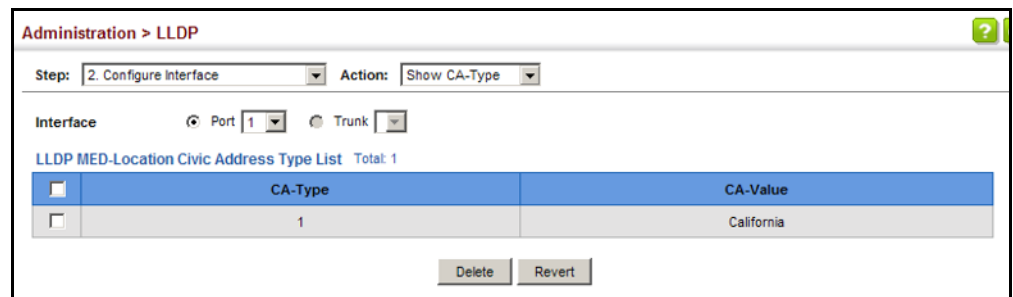 Administration > LLDP ?
Step: 2. Configure Interface Action: Show CA-Type
Interface Port 1 Trunk
LLDP MED-Location Civic Address Type List Total: 1
CA-Type CA-Value
1 California
Delete Revert